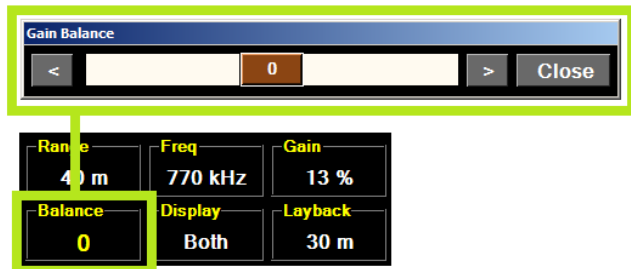 Gain Balance
< 0 > Close
Range Freq Gain
40 m 770 kHz 13 %
Balance Display Layback
0 Both 30 m